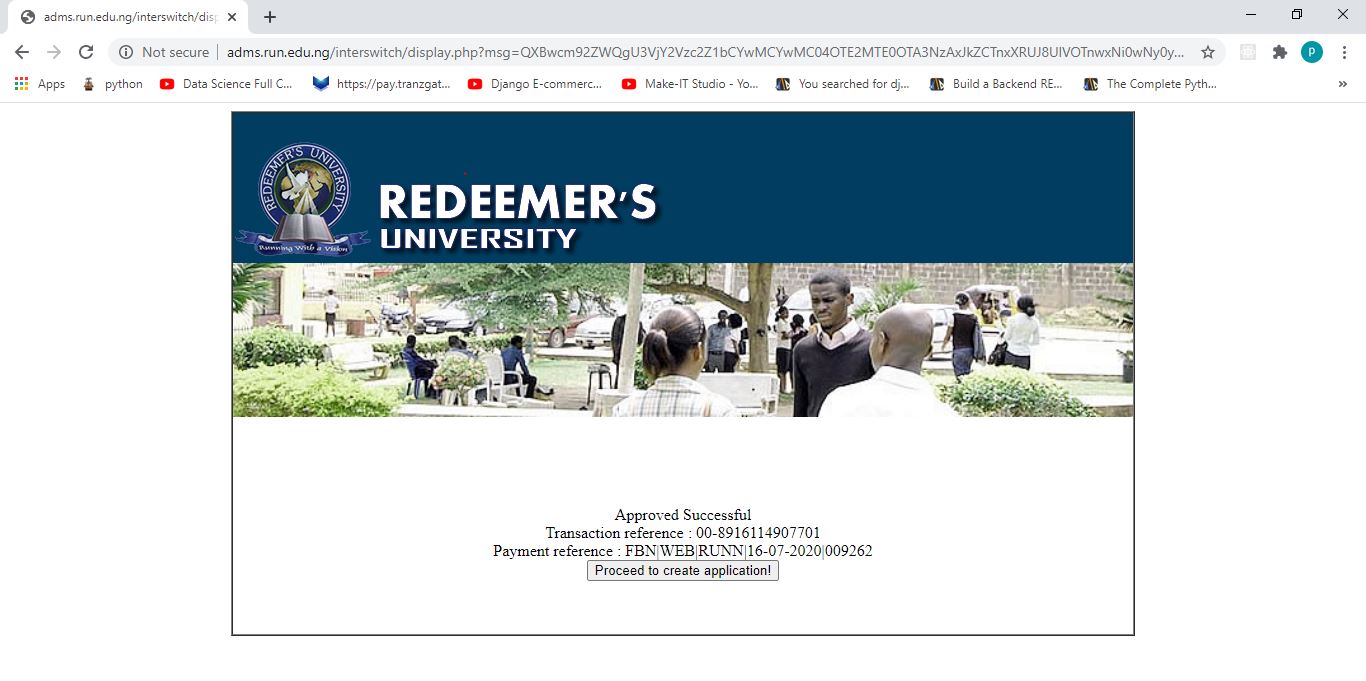 adms.run.edu.ng/interswitch/disp
Not secure
adms.run.edu.ng/interswitch/display.php?msg=QXBwcm92ZWQgU3VjY2Vzc2Z1bCYwMCYwMC04OTE2MTE0OTA3NzAxJkZCTnxXRUJ8UlVOTnwxNi0wNy0y...
P
Apps
python
Data Science Full C...
https://pay.tranzgat...
Django E-commerc...
Make-IT Studio - Yo...
You searched for dj...
Build a Backend RE...
The Complete Pyth...
»
REDEEMER'S UNIVERSITY
Running With a Vision
REDEEMER'S
UNIVERSITY
Approved Successful
Transaction reference : 00-8916114907701
Payment reference : FBN|WEB|RUNN|16-07-2020|009262
Proceed to create application!